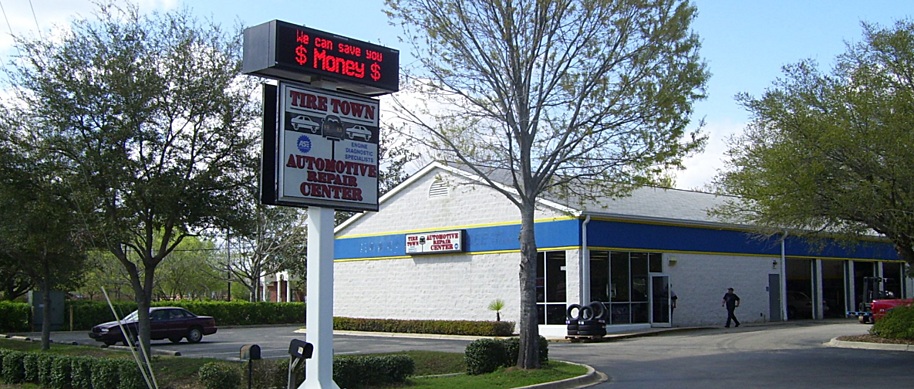 We can save you
$ Money $
TIRE TOWN
ASE
ENGINE
DIAGNOSTIC
SPECIALISTS
AUTOMOTIVE
REPAIR
CENTER
TIRE
TOWN
AUTOMOTIVE
REPAIR
CENTER